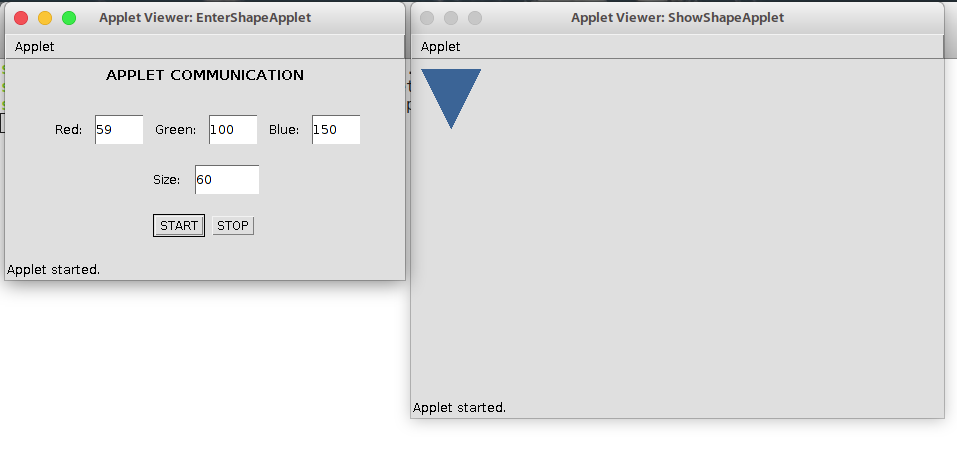 Applet Viewer: EnterShapeApplet
Applet
APPLET COMMUNICATION
Red: 59 Green: 100 Blue: 150
Size: 60
START STOP
Applet started.
Applet Viewer: ShowShapeApplet
Applet
Applet started.